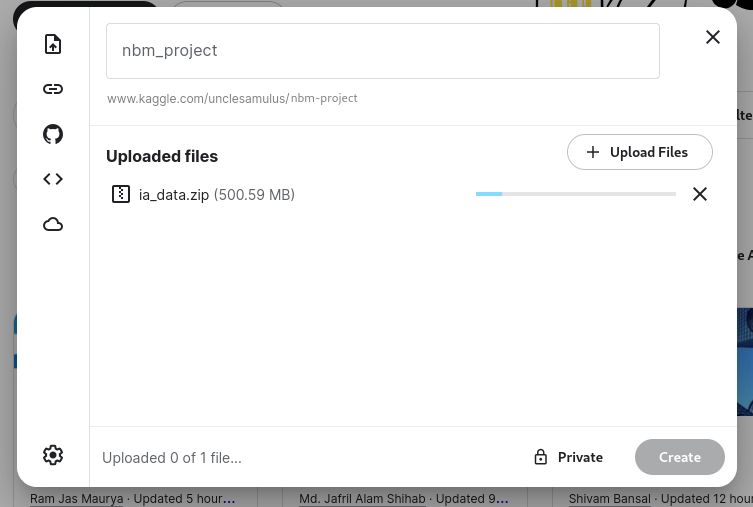 nbm_project
www.kaggle.com/unclesamulus/nbm-project
Uploaded files
Upload Files
ia_data.zip (500.59 MB)
Uploaded 0 of 1 file...
Private
Create
Ram Jas Maurya · Updated 5 hour...
Md. Jafril Alam Shihab · Updated 9...
Shivam Bansal · Updated 12 hou